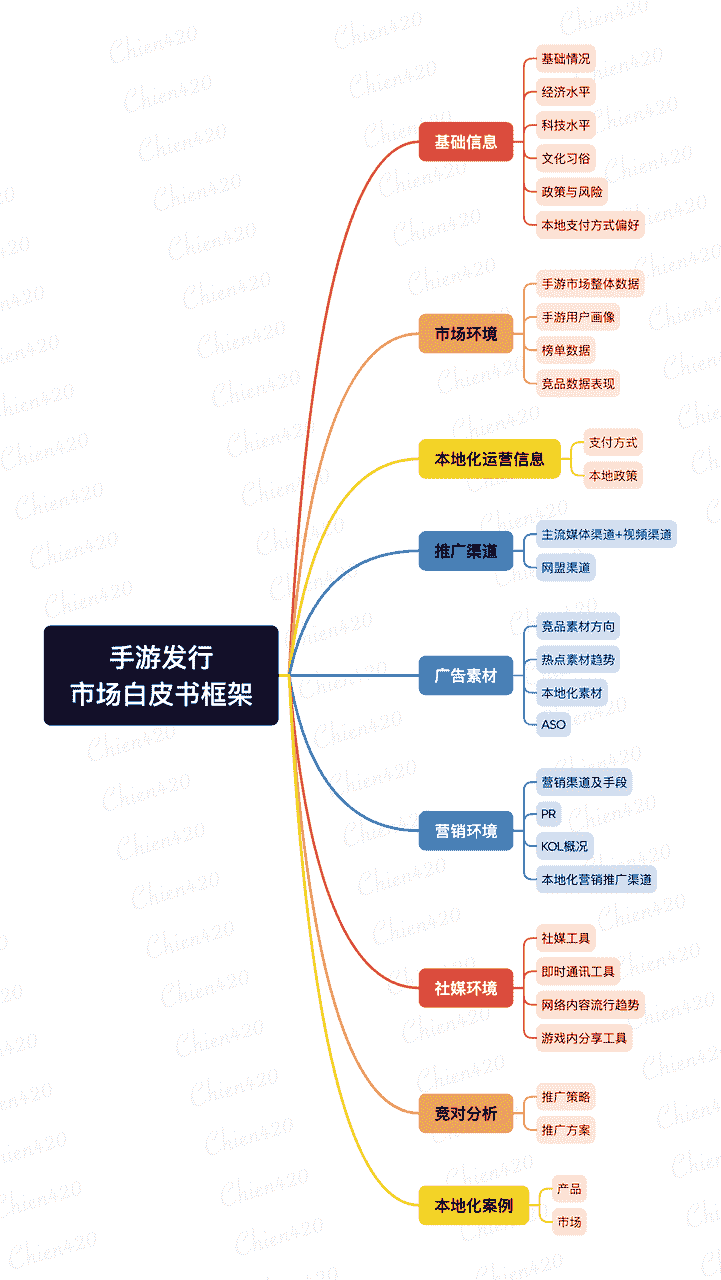 手游发行
市场白皮书框架
基础信息
基础情况
经济水平
科技水平
文化习俗
政策与风险
本地支付方式偏好
市场环境
手游市场整体数据
手游用户画像
榜单数据
竞品数据表现
本地化运营信息
支付方式
本地政策
推广渠道
主流媒体渠道+视频渠道
网盟渠道
广告素材
竞品素材方向
热点素材趋势
本地化素材
ASO
营销环境
营销渠道及手段
PR
KOL概况
本地化营销推广渠道
社媒环境
社媒工具
即时通讯工具
网络内容流行趋势
游戏内分享工具
竞对分析
推广策略
推广方案
本地化案例
产品
市场
Chien420